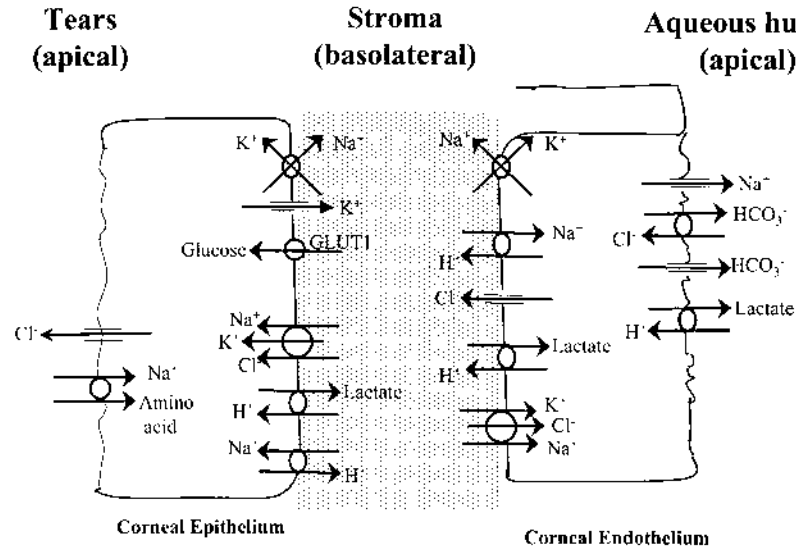 Tears
(apical)
Stroma
(basolateral)
Aqueous hu
(apical)
K⁺
Na⁺
K⁺
Glucose
GLUT1
Cl⁻
Na⁺
Amino
acid
Na⁺
K⁺
Cl⁻
Lactate
H⁺
Na⁺
H
Na⁺
K⁺
Na⁺
H⁺
Cl
Lactate
H⁺
K⁺
Cl⁻
Na⁺
Na⁺
HCO₃⁻
Cl⁻
HCO₃⁻
Lactate
H⁺
Corneal Epithelium
Corneal Endothelium